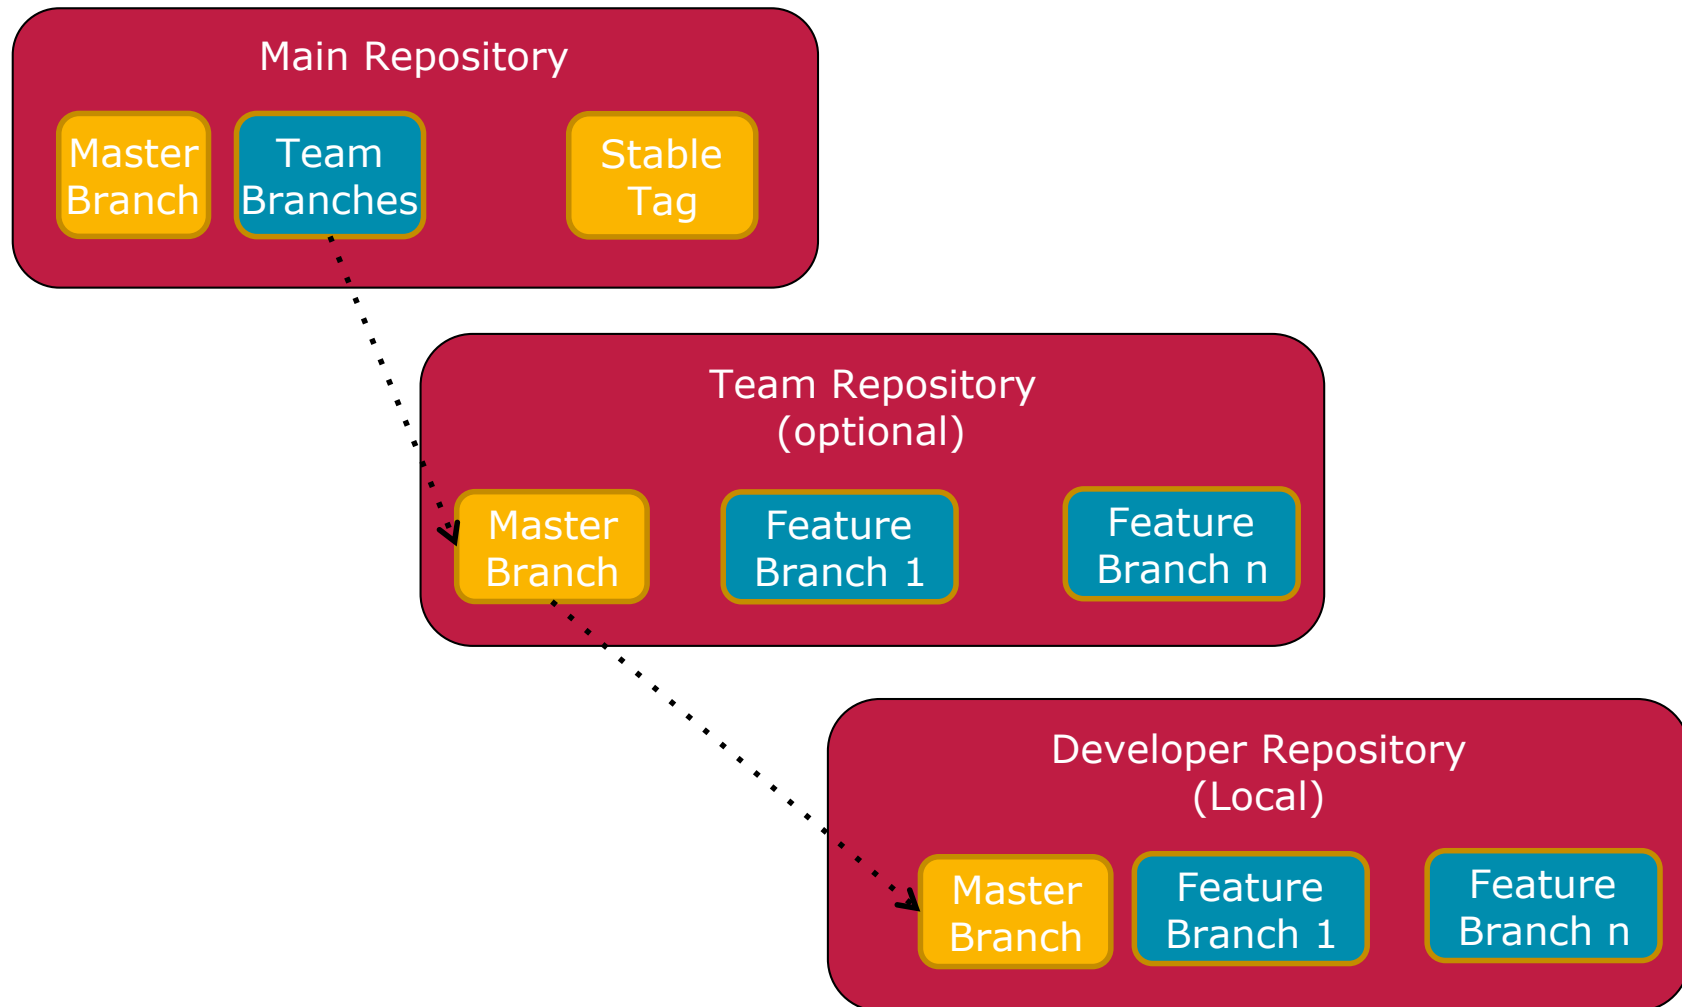 Main Repository
Master
Branch
Team
Branches
Stable
Tag
Team Repository
(optional)
Master
Branch
Feature
Branch 1
Feature
Branch n
Developer Repository
(Local)
Master
Branch
Feature
Branch 1
Feature
Branch n